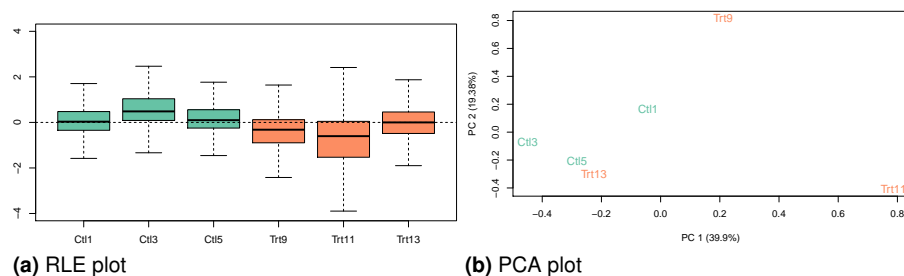 4
2
0
−2
−4
Ctl1 Ctl3 Ctl5 Trt9 Trt11 Trt13
(a) RLE plot
PC 2 (19.38%)
0.8
0.6
0.4
0.2
0.0
−0.2
−0.4
Trt9
Ctl1
Ctl3
Ctl5
Trt13
Trt11
−0.4 −0.2 0.0 0.2 0.4 0.6 0.8
PC 1 (39.9%)
(b) PCA plot